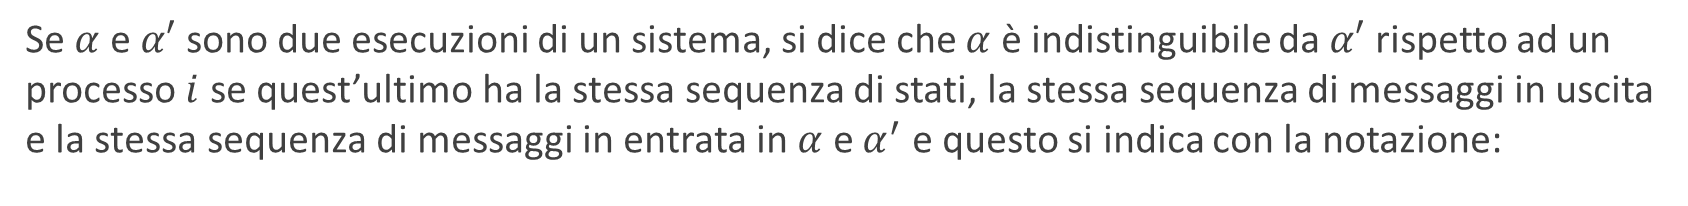 Se 𝛼 e 𝛼′ sono due esecuzioni di un sistema, si dice che 𝛼 è indistinguibile da 𝛼′ rispetto ad un
processo 𝑖 se quest’ultimo ha la stessa sequenza di stati, la stessa sequenza di messaggi in uscita
e la stessa sequenza di messaggi in entrata in 𝛼 e 𝛼′ e questo si indica con la notazione: